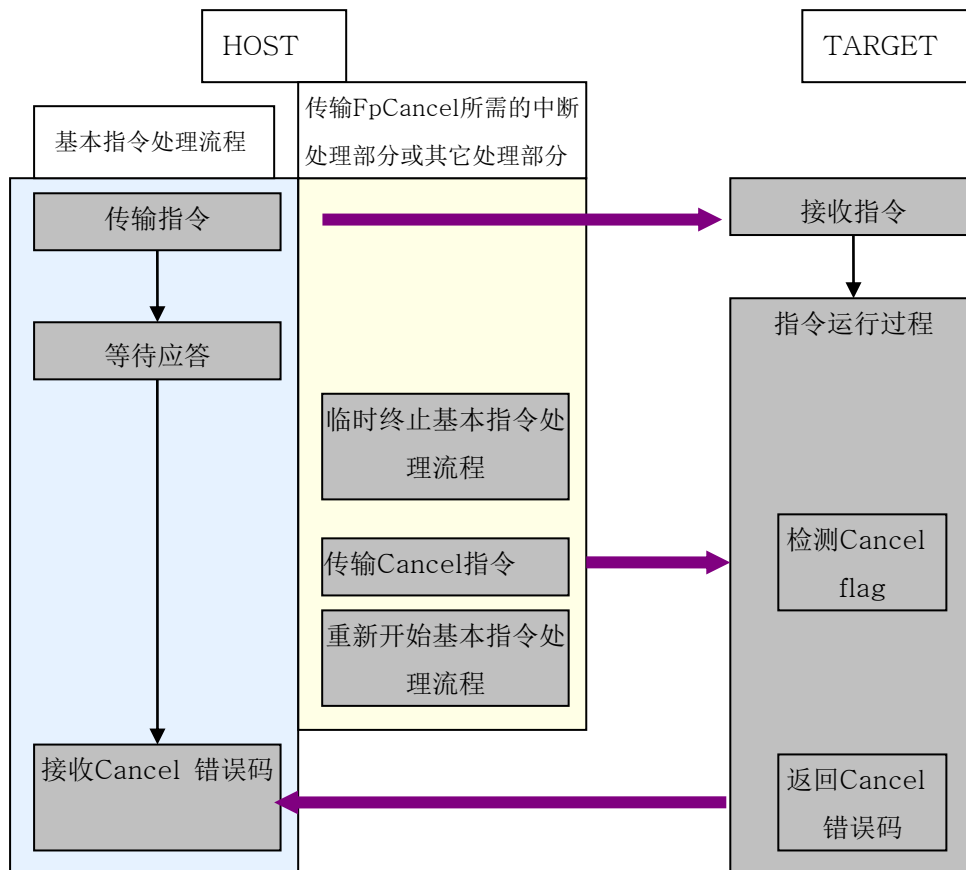 HOST
TARGET
传输FpCancel所需的中断
处理部分或其它处理部分
基本指令处理流程
传输指令
接收指令
等待应答
指令运行过程
临时终止基本指令处
理流程
传输Cancel指令
检测Cancel
flag
重新开始基本指令处
理流程
接收Cancel 错误码
返回Cancel
错误码